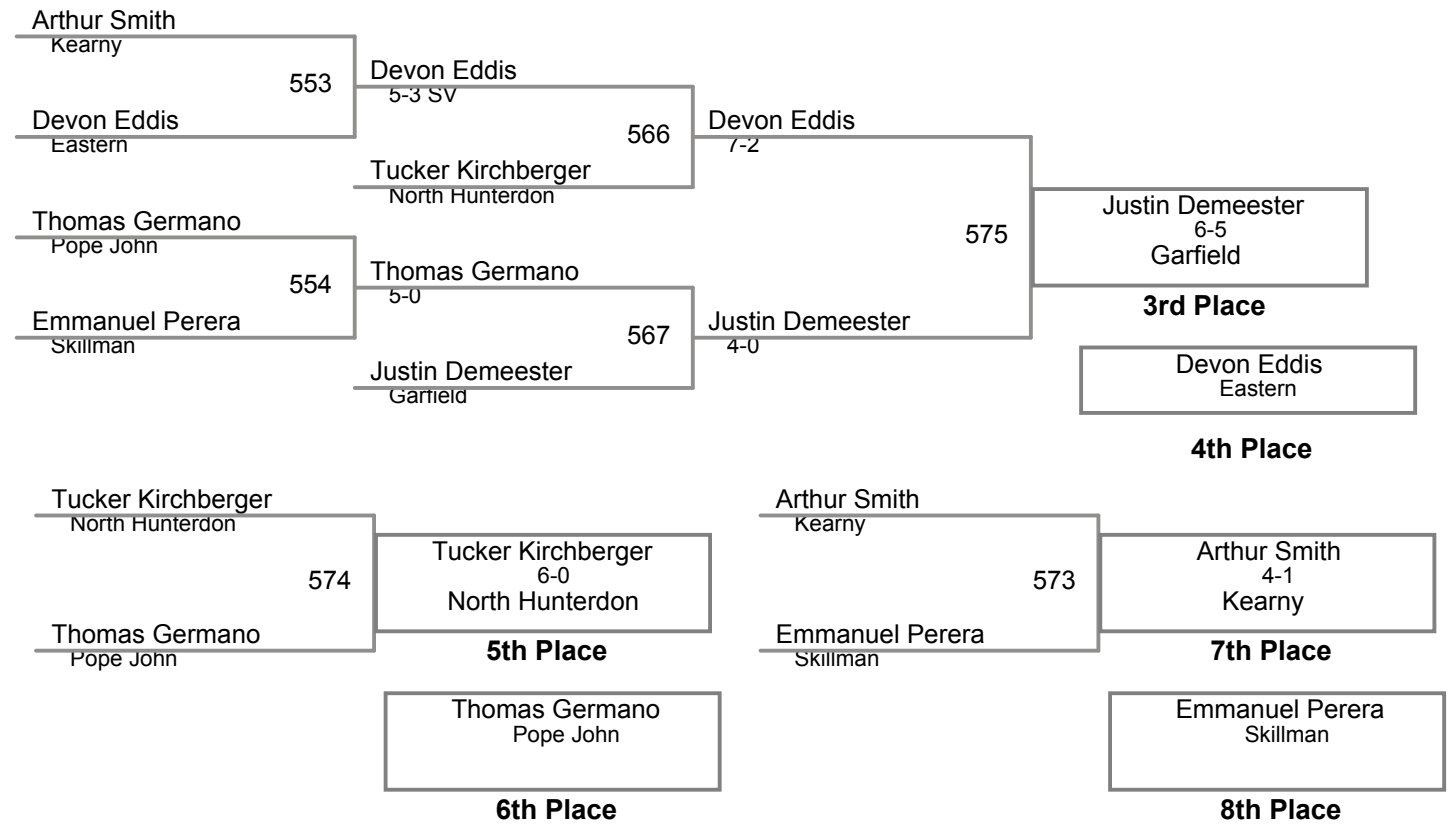 Arthur Smith
Kearny
553
Devon Eddis
5-3 SV
Devon Eddis
Eastern
566
Devon Eddis
7-2
Tucker Kirchberger
North Hunterdon
Thomas Germano
Pope John
554
Thomas Germano
5-0
Emmanuel Perera
Skillman
567
Justin Demeester
4-0
Justin Demeester
Garfield
575
Justin Demeester
6-5
Garfield
3rd Place
Devon Eddis
Eastern
4th Place
Tucker Kirchberger
North Hunterdon
574
Tucker Kirchberger
6-0
North Hunterdon
Thomas Germano
Pope John
5th Place
Thomas Germano
Pope John
6th Place
Arthur Smith
Kearny
573
Arthur Smith
4-1
Kearny
Emmanuel Perera
Skillman
7th Place
Emmanuel Perera
Skillman
8th Place